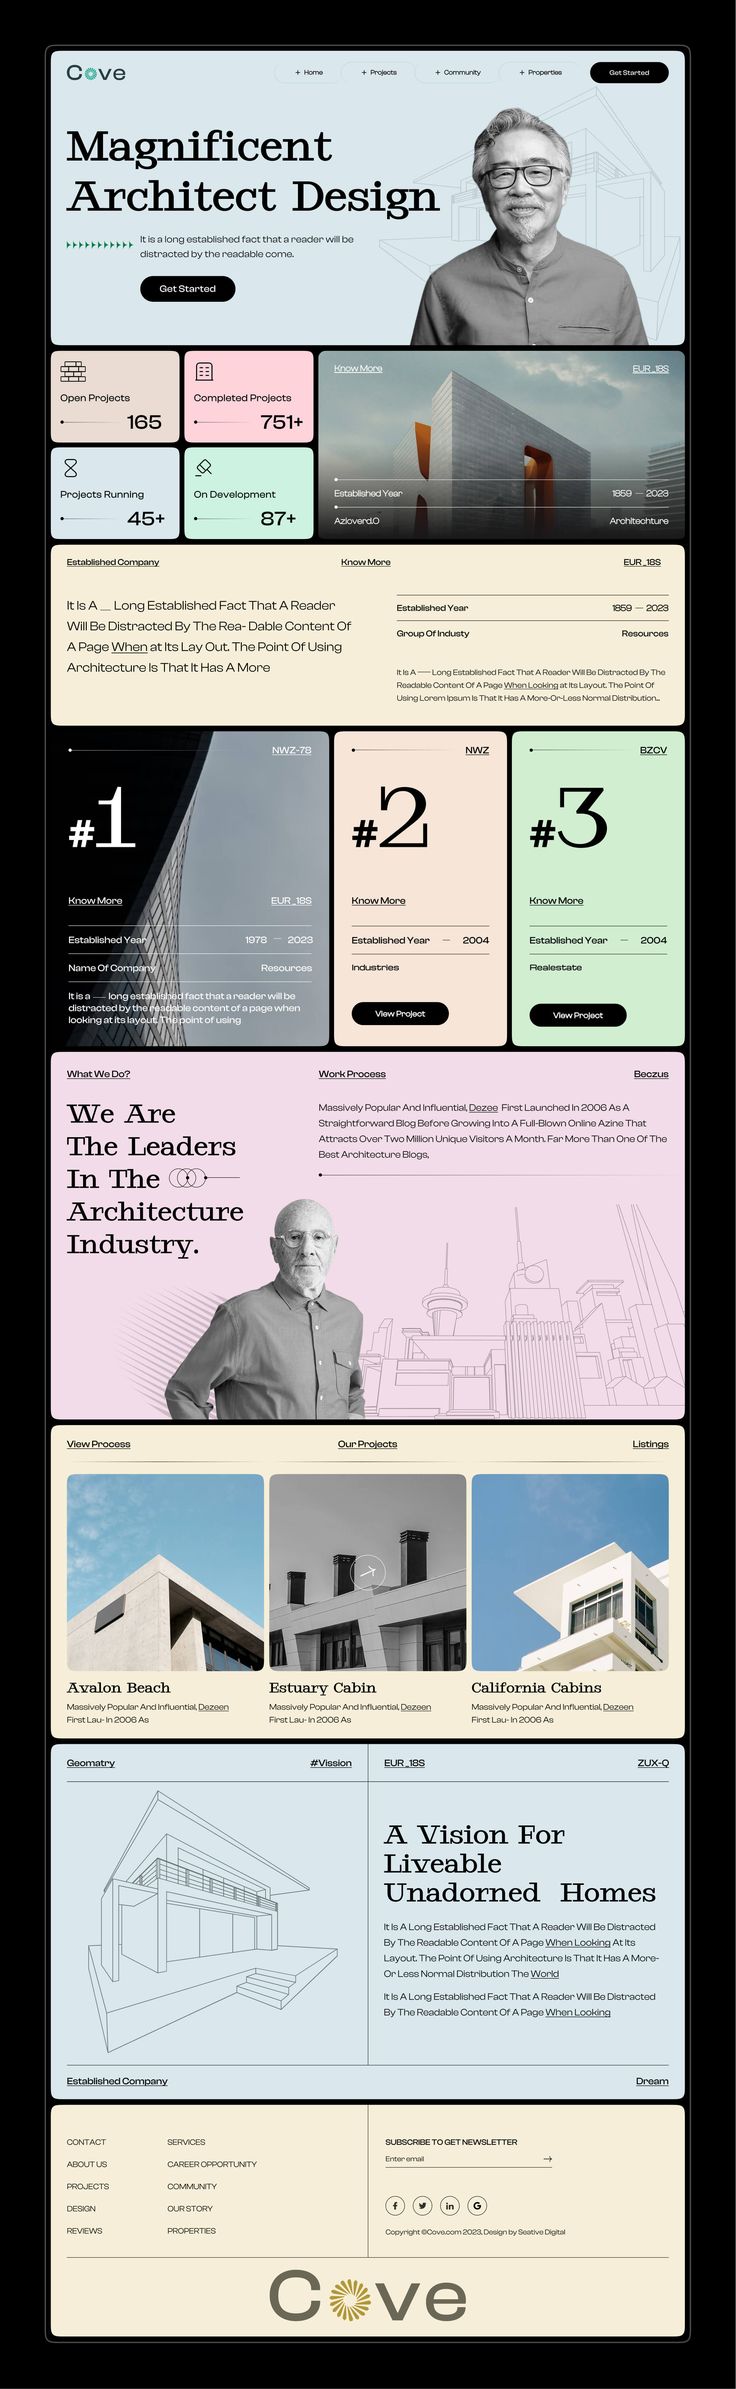 Cove
+ Home
+ Projects
+ Community
+ Properties
Get Started
Magnificent
Architect Design
It is a long established fact that a reader will be
distracted by the readable come.
Get Started
Open Projects
165
Completed Projects
751+
Projects Running
45+
On Development
87+
Know More
EUR_18S
Established Year
1859 — 2023
Azioverd.O
Architechture
Established Company
Know More
EUR_18S
It Is A __ Long Established Fact That A Reader
Will Be Distracted By The Rea- Dable Content Of
A Page When at Its Lay Out. The Point Of Using
Architecture Is That It Has A More
Established Year
1859 — 2023
Group Of Industy
Resources
It Is A —— Long Established Fact That A Reader Will Be Distracted By The
Readable Content Of A Page When Looking at Its Layout. The Point Of
Using Lorem Ipsum Is That It Has A More-Or-Less Normal Distribution...
NWZ-78
#1
Know More
EUR_18S
Established Year
1978 — 2023
Name Of Company
Resources
It is a —— long established fact that a reader will be
distracted by the readable content of a page when
looking at its layout. The point of using
NWZ
#2
Know More
Established Year — 2004
Industries
View Project
BZCV
#3
Know More
Established Year — 2004
Realestate
View Project
What We Do?
Work Process
Beczus
We Are
The Leaders
In The
Architecture
Industry.
Massively Popular And Influential, Dezee First Launched In 2006 As A
Straightforward Blog Before Growing Into A Full-Blown Online Azine That
Attracts Over Two Million Unique Visitors A Month. Far More Than One Of The
Best Architecture Blogs,
View Process
Our Projects
Listings
Avalon Beach
Massively Popular And Influential, Dezeen
First Lau- In 2006 As
Estuary Cabin
Massively Popular And Influential, Dezeen
First Lau- In 2006 As
California Cabins
Massively Popular And Influential, Dezeen
First Lau- In 2006 As
Geomatry
#Vission
EUR_18S
ZUX-Q
A Vision For
Liveable
Unadorned Homes
It Is A Long Established Fact That A Reader Will Be Distracted
By The Readable Content Of A Page When Looking At Its
Layout. The Point Of Using Architecture Is That It Has A More-
Or Less Normal Distribution The World
It Is A Long Established Fact That A Reader Will Be Distracted
By The Readable Content Of A Page When Looking
Established Company
Dream
CONTACT
ABOUT US
PROJECTS
DESIGN
REVIEWS
SERVICES
CAREER OPPORTUNITY
COMMUNITY
OUR STORY
PROPERTIES
SUBSCRIBE TO GET NEWSLETTER
Enter email
Copyright ©Cove.com 2023, Design by Seative Digital
Cove